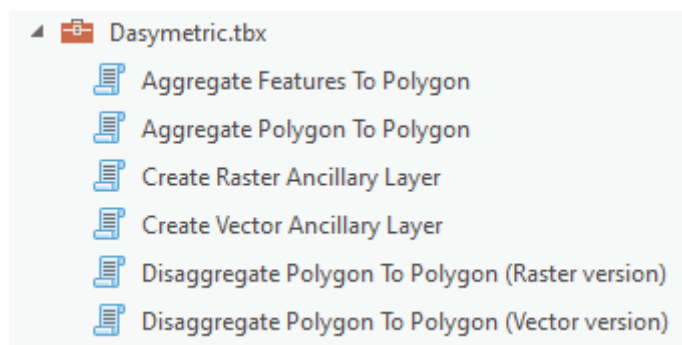 Dasymetric.tbx
Aggregate Features To Polygon
Aggregate Polygon To Polygon
Create Raster Ancillary Layer
Create Vector Ancillary Layer
Disaggregate Polygon To Polygon (Raster version)
Disaggregate Polygon To Polygon (Vector version)